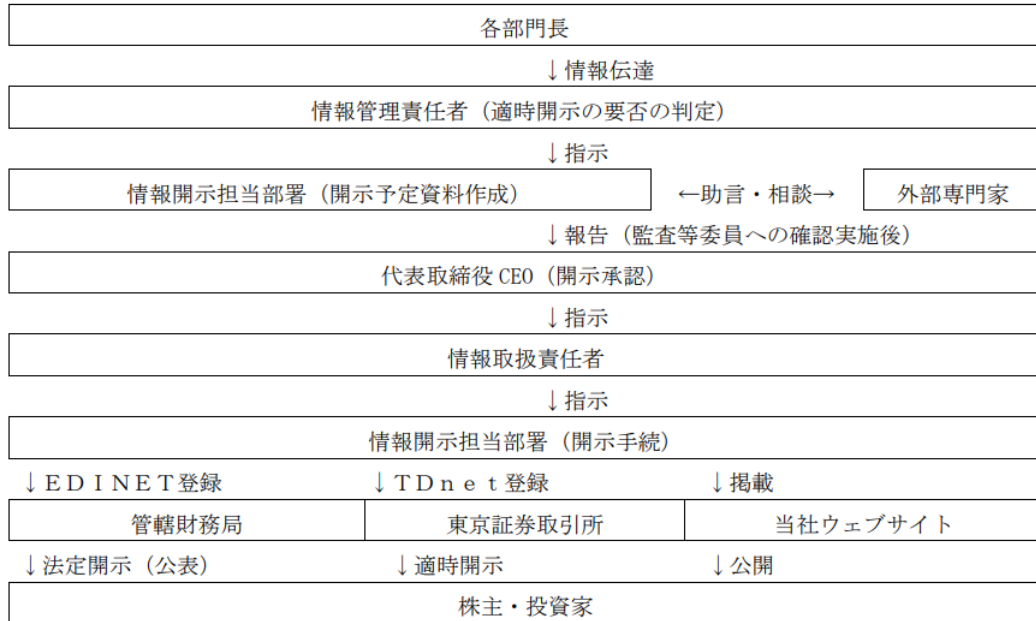 各部門長
↓情報伝達
情報管理責任者（適時開示の要否の判定）
↓指示
情報開示担当部署（開示予定資料作成） ←助言・相談→ 外部専門家
↓報告（監査等委員への確認実施後）
代表取締役 CEO（開示承認）
↓指示
情報取扱責任者
↓指示
情報開示担当部署（開示手続）
↓ＥＤＩＮＥＴ登録 ↓ＴＤｎｅｔ登録 ↓掲載
管轄財務局 東京証券取引所 当社ウェブサイト
↓法定開示（公表） ↓適時開示 ↓公開
株主・投資家